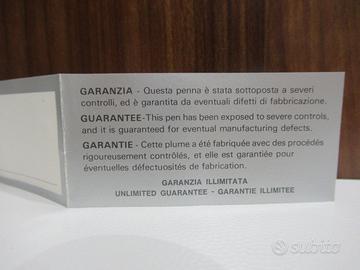 GARANZIA - Questa penna è stata sottoposta a severi
controlli, ed è garantita da eventuali difetti di fabbricazione.
GUARANTEE-This pen has been exposed to severe controls,
and it is guaranteed for eventual manufacturing defects.
GARANTIE - Cette plume a été fabriquée avec des procédés
rigoureusement contrôlés, et elle est garantie pour
éventuelles défectuosités de fabrication.
GARANZIA ILLIMITATA
UNLIMITED GUARANTEE - GARANTIE ILLIMITEE
subito